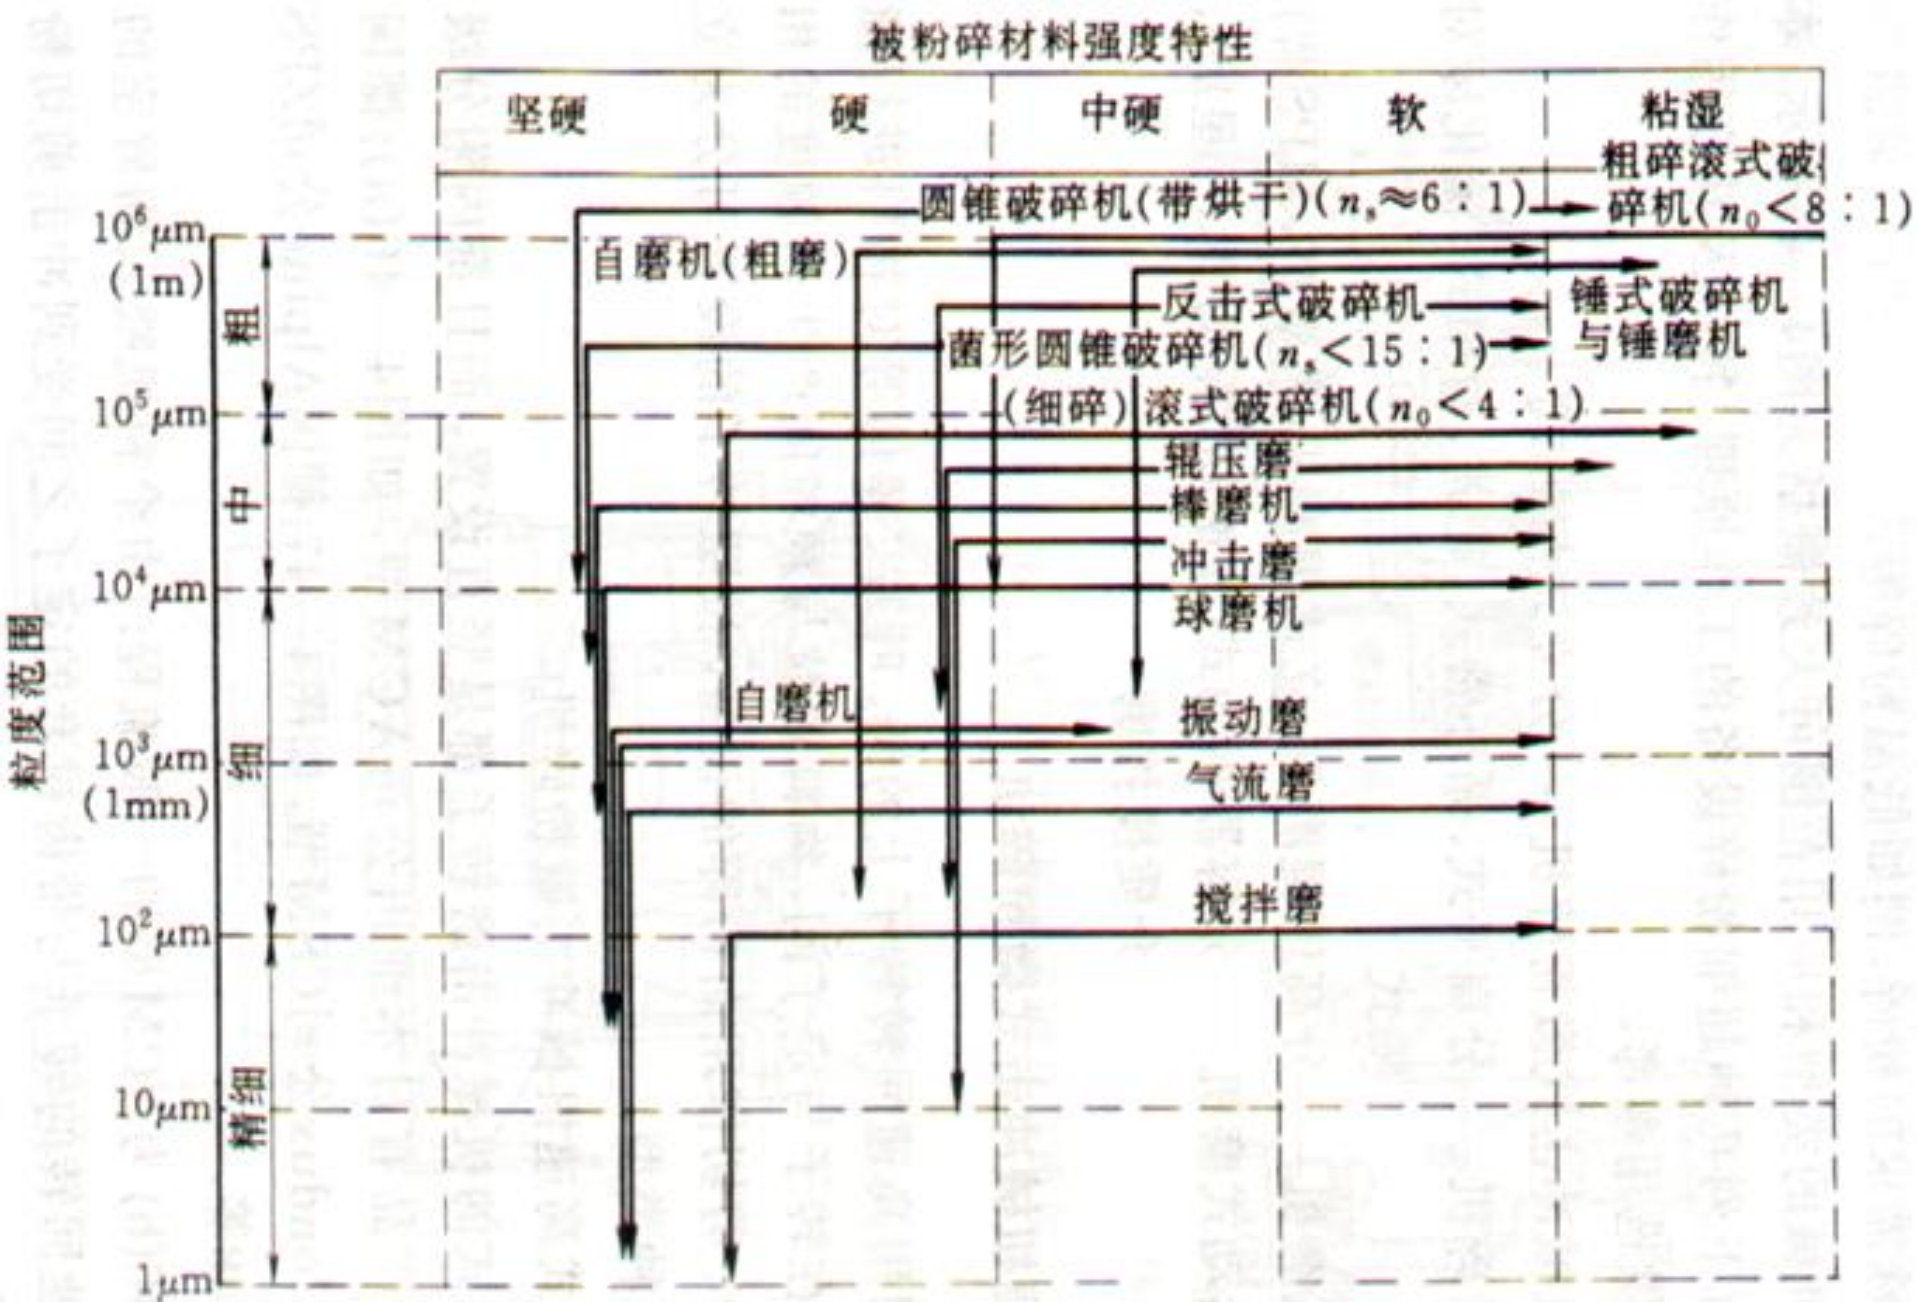 被粉碎材料强度特性
坚硬 硬 中硬 软 粘湿
粗碎滚式破
碎机(n₀<8:1)
圆锥破碎机(带烘干)(nₛ≈6:1)
10⁶μm
(1m)
自磨机(粗磨)
反击式破碎机
锤式破碎机
与锤磨机
粗
菌形圆锥破碎机(nₛ<15:1)
10⁵μm
(细碎)滚式破碎机(n₀<4:1)
辊压磨
中
棒磨机
冲击磨
10⁴μm
球磨机
粒度范围
自磨机
振动磨
细
10³μm
(1mm)
气流磨
搅拌磨
10²μm
精细
10μm
1μm